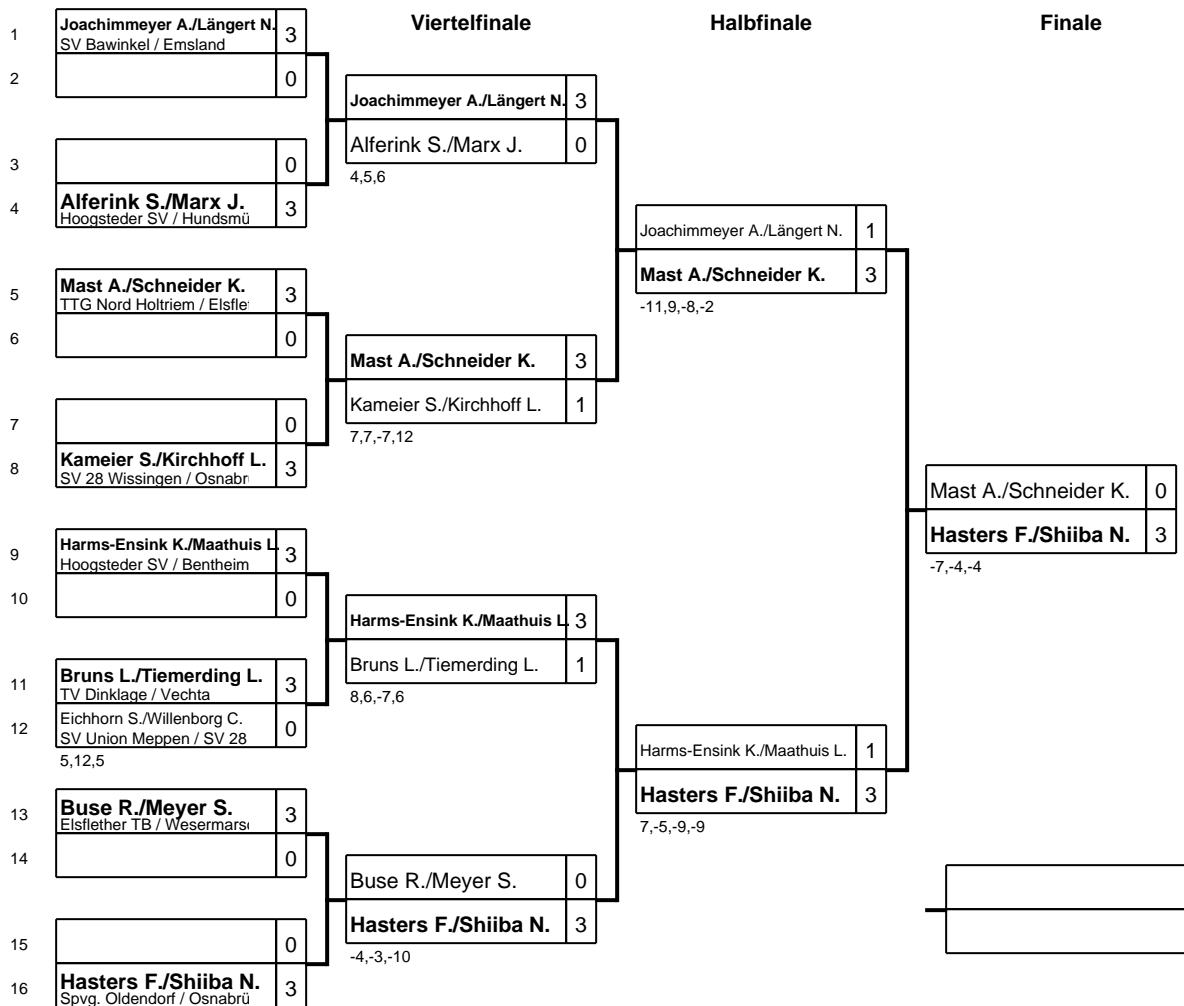 Viertelfinale
Halbfinale
Finale
1
Joachimmeyer A./Längert N. 3
SV Bawinkel / Emsland
2
0
3
0
4
Alferink S./Marx J. 3
Hoogsteder SV / Hundsmü
5
Mast A./Schneider K. 3
TTG Nord Holtriem / Elsfle
6
0
7
0
8
Kameier S./Kirchhoff L. 3
SV 28 Wissingen / Osnabr
9
Harms-Ensink K./Maathuis L. 3
Hoogsteder SV / Bentheim
10
0
11
Bruns L./Tiemerding L. 3
TV Dinklage / Vechta
12
Eichhorn S./Willenborg C. 0
SV Union Meppen / SV 28
5,12,5
13
Buse R./Meyer S. 3
Elsflether TB / Wesermars
14
0
15
0
16
Hasters F./Shiiba N. 3
Spvg. Oldendorf / Osnabrü
Joachimmeyer A./Längert N. 3
Alferink S./Marx J. 0
4,5,6
Mast A./Schneider K. 3
Kameier S./Kirchhoff L. 1
7,7,-7,12
Harms-Ensink K./Maathuis L. 3
Bruns L./Tiemerding L. 1
8,6,-7,6
Buse R./Meyer S. 0
Hasters F./Shiiba N. 3
-4,-3,-10
Joachimmeyer A./Längert N. 1
Mast A./Schneider K. 3
-11,9,-8,-2
Harms-Ensink K./Maathuis L. 1
Hasters F./Shiiba N. 3
7,-5,-9,-9
Mast A./Schneider K. 0
Hasters F./Shiiba N. 3
-7,-4,-4